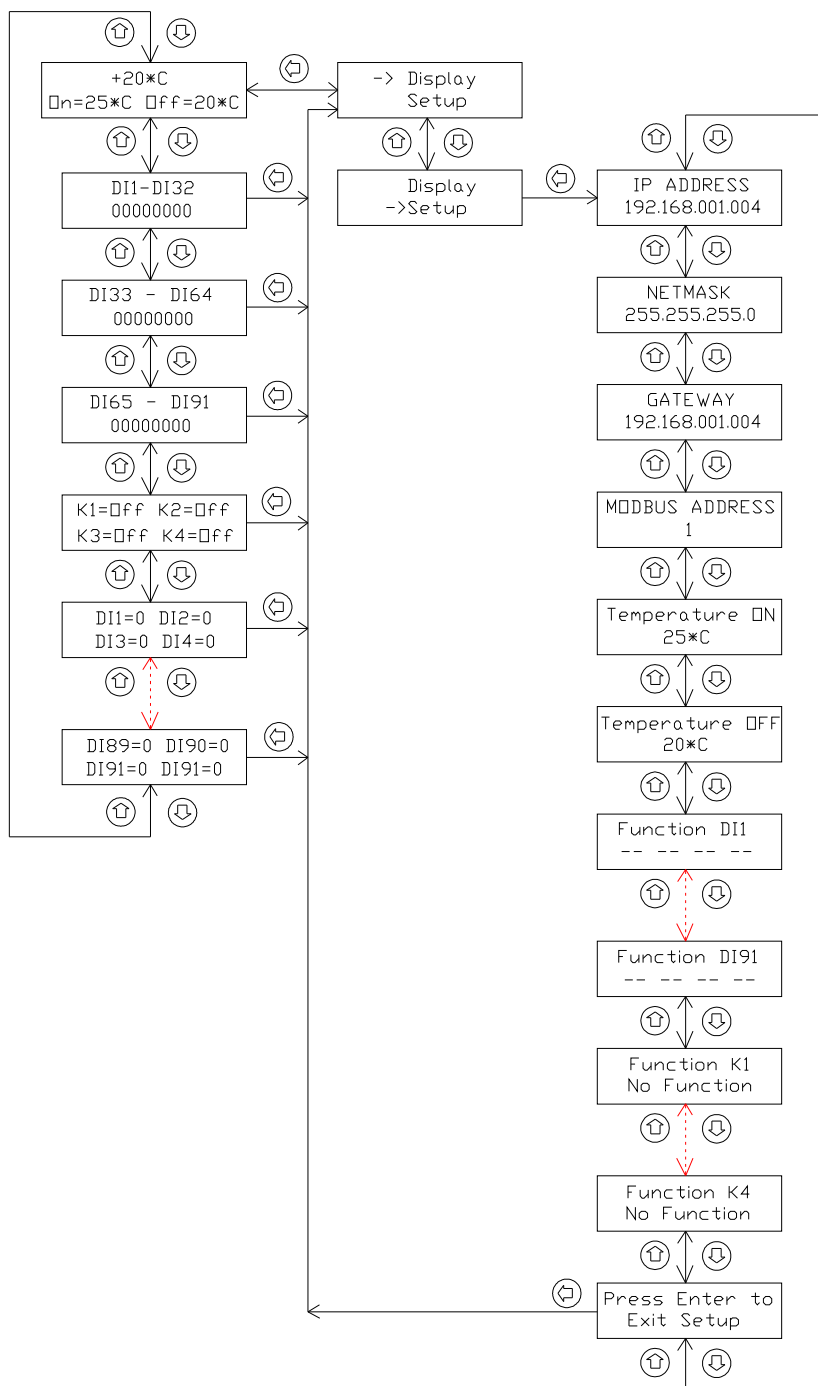 +20*C
On=25*C Off=20*C
DI1-DI32
00000000
DI33 - DI64
00000000
DI65 - DI91
00000000
K1=Off K2=Off
K3=Off K4=Off
DI1=0 DI2=0
DI3=0 DI4=0
DI89=0 DI90=0
DI91=0 DI91=0
-> Display
Setup
Display
->Setup
IP ADDRESS
192.168.001.004
NETMASK
255.255.255.0
GATEWAY
192.168.001.004
MODBUS ADDRESS
1
Temperature ON
25*C
Temperature OFF
20*C
Function DI1
-- -- -- --
Function DI91
-- -- -- --
Function K1
No Function
Function K4
No Function
Press Enter to
Exit Setup